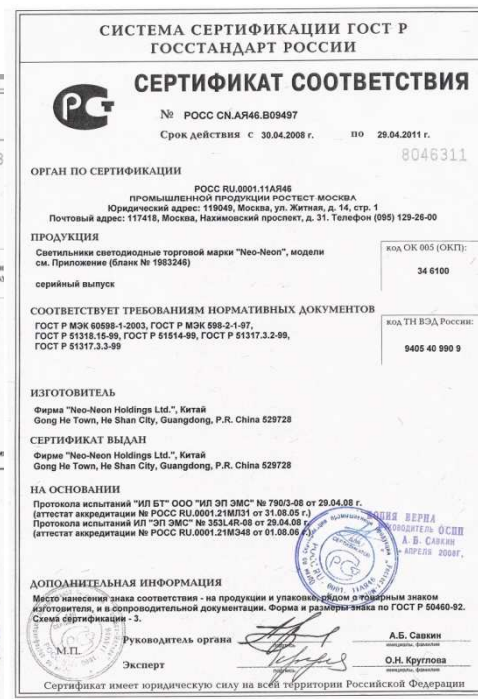 СИСТЕМА СЕРТИФИКАЦИИ ГОСТ Р
ГОССТАНДАРТ РОССИИ
СЕРТИФИКАТ СООТВЕТСТВИЯ
№ РОСС CN.АЯ46.В09497
Срок действия с 30.04.2008 г. по 29.04.2011 г.
8046311
ОРГАН ПО СЕРТИФИКАЦИИ
РОСС RU.0001.11АЯ46
ПРОМЫШЛЕННОЙ ПРОДУКЦИИ РОСТЕСТ-МОСКВА
Юридический адрес: 119049, Москва, ул. Житная, д. 14, стр. 1
Почтовый адрес: 117418, Москва, Нахимовский проспект, д. 31. Телефон (095) 129-26-00
ПРОДУКЦИЯ
Светильники светодиодные торговой марки "Neo-Neon", модели
см. Приложение (бланк № 1983246)
серийный выпуск
код ОК 005 (ОКП):
34 6100
СООТВЕТСТВУЕТ ТРЕБОВАНИЯМ НОРМАТИВНЫХ ДОКУМЕНТОВ
ГОСТ Р МЭК 60598-1-2003, ГОСТ Р МЭК 598-2-1-97,
ГОСТ Р 51318.15-99, ГОСТ Р 51514-99, ГОСТ Р 51317.3.2-99,
ГОСТ Р 51317.3.3-99
код ТН ВЭД России:
9405 40 990 9
ИЗГОТОВИТЕЛЬ
Фирма "Neo-Neon Holdings Ltd.", Китай
Gong He Town, He Shan City, Guangdong, P.R. China 529728
СЕРТИФИКАТ ВЫДАН
Фирме "Neo-Neon Holdings Ltd.", Китай
Gong He Town, He Shan City, Guangdong, P.R. China 529728
НА ОСНОВАНИИ
Протокола испытаний "ИЛ БТ" ООО "ИЛ ЭП ЭМС" № 790/3-08 от 29.04.08 г.
(аттестат аккредитации № РОСС RU.0001.21МЛ31 от 31.08.05 г.)
Протокола испытаний ИЛ "ЭП ЭМС" № 353L4R-08 от 29.04.08 г.
(аттестат аккредитации № РОСС RU.0001.21МЭ48 от 01.08.06 г.)
КОПИЯ ВЕРНА
РУКОВОДИТЕЛЬ ОСПП
А.Б. САВКИН
АПРЕЛЯ 2008Г.
ДОПОЛНИТЕЛЬНАЯ ИНФОРМАЦИЯ
Место нанесения знака соответствия - на продукции и упаковке, рядом с товарным знаком
изготовителя, и в сопроводительной документации. Форма и размеры знака по ГОСТ Р 50460-92.
Схема сертификации - 3.
М.П.
Руководитель органа
подпись
А.Б. Савкин
инициалы, фамилия
Эксперт
подпись
О.Н. Круглова
инициалы, фамилия
Сертификат имеет юридическую силу на всей территории Российской Федерации